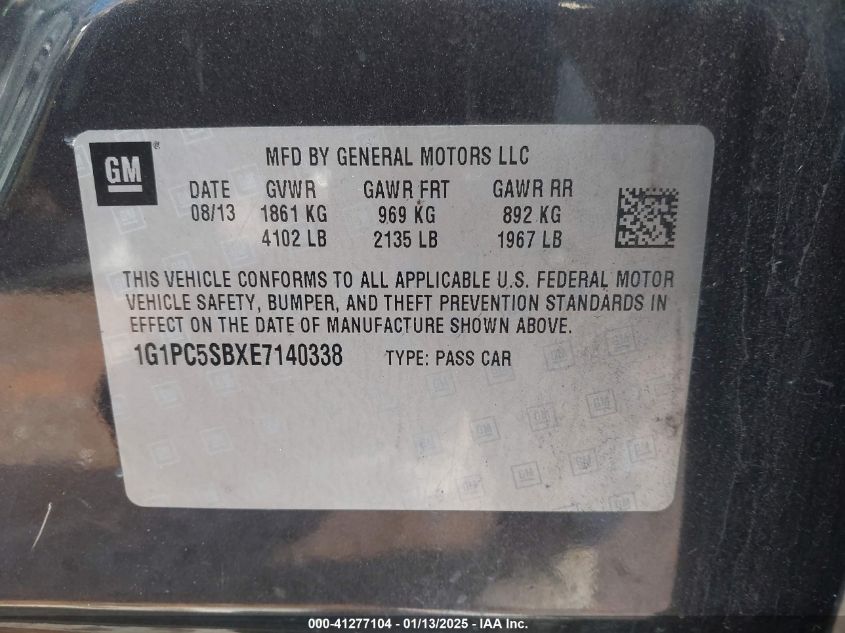 GM
MFD BY GENERAL MOTORS LLC
DATE GVWR GAWR FRT GAWR RR
08/13 1861 KG 969 KG 892 KG
4102 LB 2135 LB 1967 LB
THIS VEHICLE CONFORMS TO ALL APPLICABLE U.S. FEDERAL MOTOR
VEHICLE SAFETY, BUMPER, AND THEFT PREVENTION STANDARDS IN
EFFECT ON THE DATE OF MANUFACTURE SHOWN ABOVE.
1G1PC5SBXE7140338 TYPE: PASS CAR
000-41277104 — 01/13/2025 — IAA Inc.